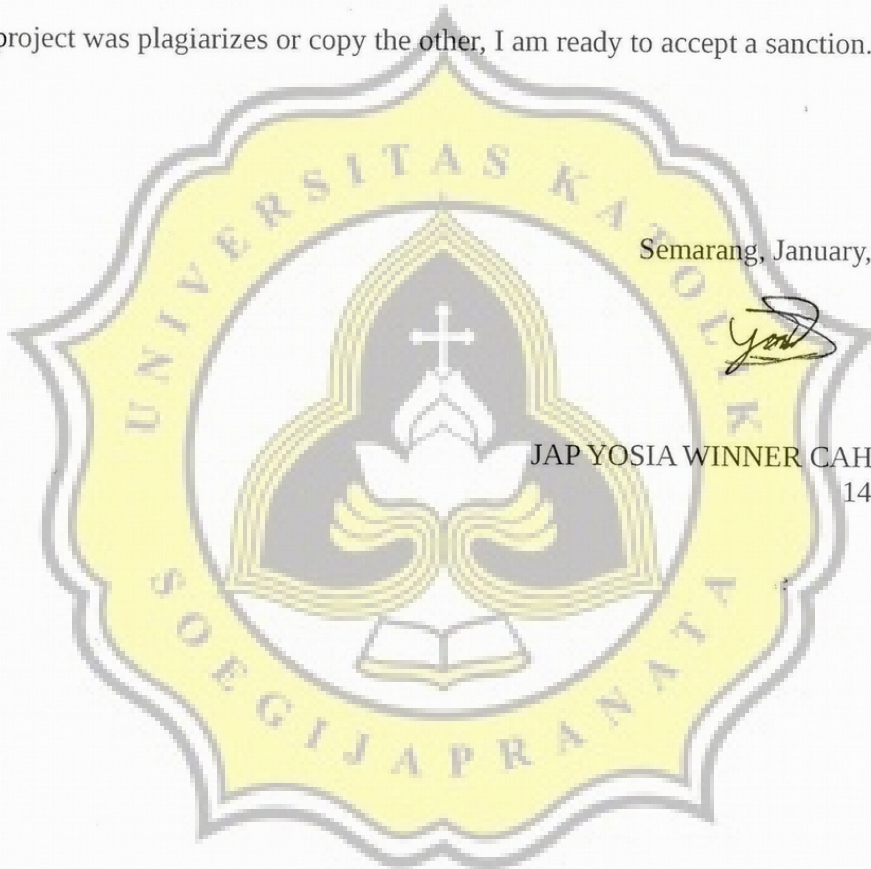 project was plagiarizes or copy the other, I am ready to accept a sanction.
UNIVERSITAS KATOLIK
Semarang, January,
JAP YOSIA WINNER CAH
14
SOEGIJAPRANATA